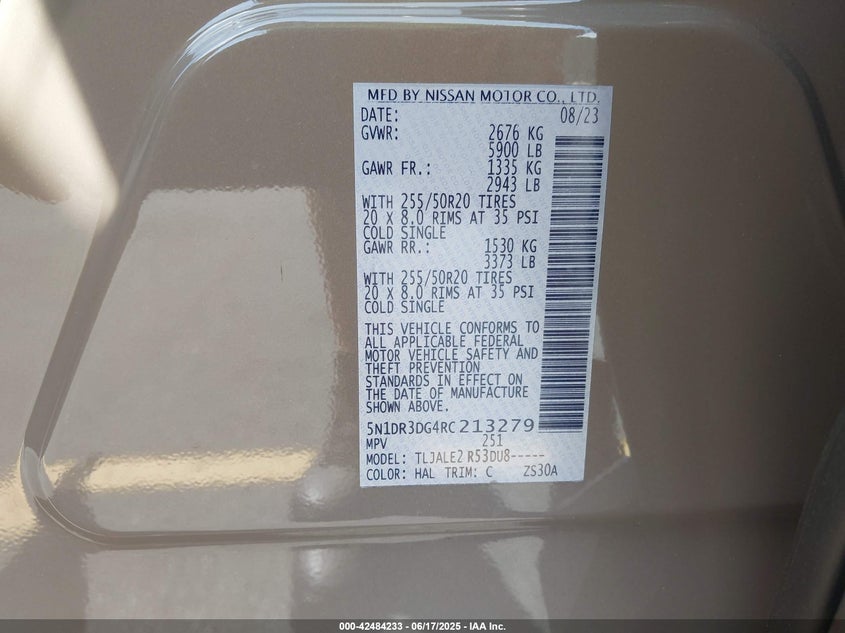 MFD BY NISSAN MOTOR CO., LTD.
DATE: 08/23
GVWR: 2676 KG
5900 LB
GAWR FR.: 1335 KG
2943 LB
WITH 255/50R20 TIRES
20 X 8.0 RIMS AT 35 PSI
COLD SINGLE
GAWR RR.: 1530 KG
3373 LB
WITH 255/50R20 TIRES
20 X 8.0 RIMS AT 35 PSI
COLD SINGLE
THIS VEHICLE CONFORMS TO
ALL APPLICABLE FEDERAL
MOTOR VEHICLE SAFETY AND
THEFT PREVENTION
STANDARDS IN EFFECT ON
THE DATE OF MANUFACTURE
SHOWN ABOVE.
5N1DR3DG4RC213279
MPV 251
MODEL: TLJALE2 R53DU8-----
COLOR: HAL TRIM: C ZS30A
000-42484233 - 06/17/2025 - IAA Inc.